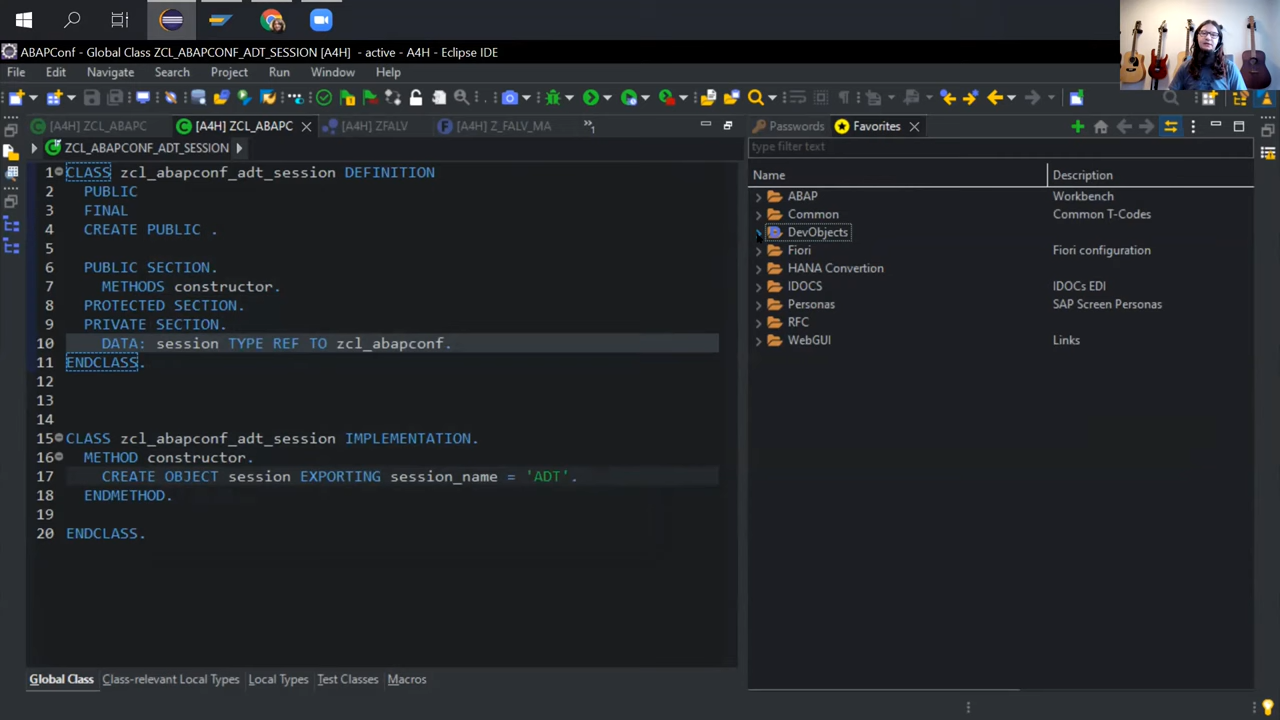 ABAPConf - Global Class ZCL_ABAPCONF_ADT_SESSION [A4H] - active - A4H - Eclipse IDE
File Edit Navigate Search Project Run Window Help
[A4H] ZCL_ABAPC [A4H] ZCL_ABAPC [A4H] ZFALV [A4H] Z_FALV_MA »1
ZCL_ABAPCONF_ADT_SESSION
1 CLASS zcl_abapconf_adt_session DEFINITION
2 PUBLIC
3 FINAL
4 CREATE PUBLIC .
5
6 PUBLIC SECTION.
7 METHODS constructor.
8 PROTECTED SECTION.
9 PRIVATE SECTION.
10 DATA: session TYPE REF TO zcl_abapconf.
11 ENDCLASS.
12
13
14
15 CLASS zcl_abapconf_adt_session IMPLEMENTATION.
16 METHOD constructor.
17 CREATE OBJECT session EXPORTING session_name = 'ADT'.
18 ENDMETHOD.
19
20 ENDCLASS.
Global Class Class-relevant Local Types Local Types Test Classes Macros
Passwords Favorites
type filter text
Name Description
ABAP Workbench
Common Common T-Codes
DevObjects
Fiori Fiori configuration
HANA Convertion
IDOCS IDOCs EDI
Personas SAP Screen Personas
RFC
WebGUI Links